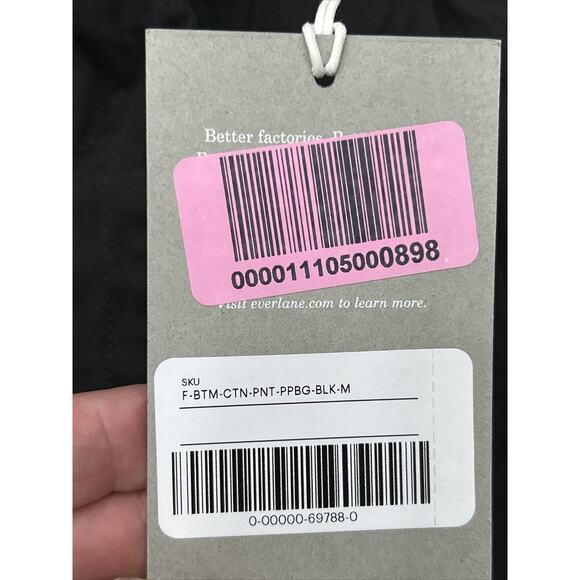 Better factories.
000011105000898
Visit everlane.com to learn more.
SKU
F-BTM-CTN-PNT-PPBG-BLK-M
0-00000-69788-0